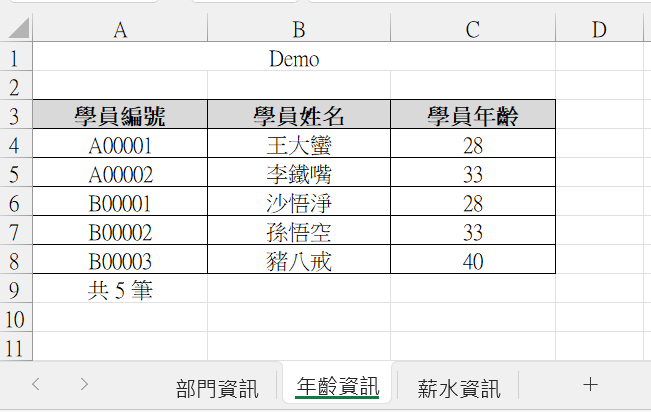 A B C D
1 Demo
2
3 學員編號 學員姓名 學員年齡
4 A00001 王大蠻 28
5 A00002 李鐵嘴 33
6 B00001 沙悟淨 28
7 B00002 孫悟空 33
8 B00003 豬八戒 40
9 共 5 筆
10
11
部門資訊 年齡資訊 薪水資訊